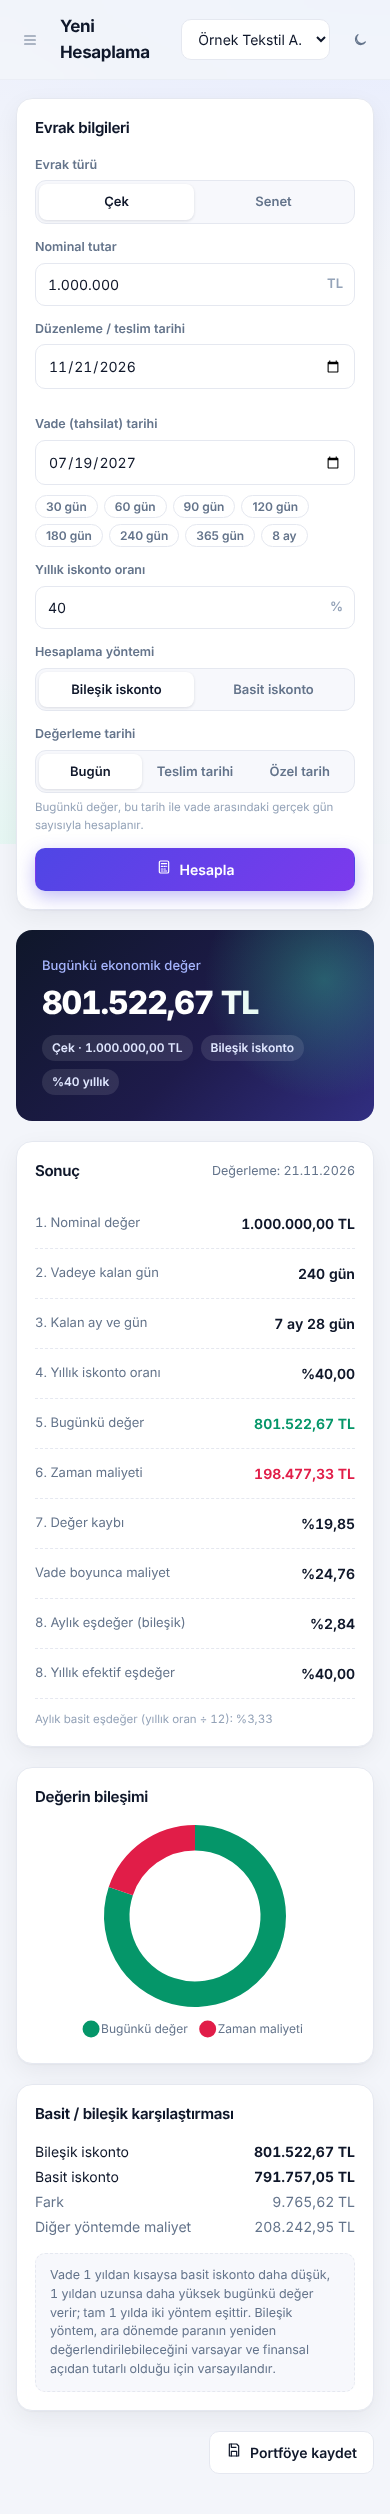 Yeni
Hesaplama
Örnek Tekstil A.
Evrak bilgileri
Evrak türü
Çek
Senet
Nominal tutar
1.000.000
TL
Düzenleme / teslim tarihi
11/21/2026
Vade (tahsilat) tarihi
07/19/2027
30 gün 60 gün 90 gün 120 gün
180 gün 240 gün 365 gün 8 ay
Yıllık iskonto oranı
40
%
Hesaplama yöntemi
Bileşik iskonto
Basit iskonto
Değerleme tarihi
Bugün
Teslim tarihi
Özel tarih
Bugünkü değer, bu tarih ile vade arasındaki gerçek gün
sayısıyla hesaplanır.
Hesapla
Bugünkü ekonomik değer
801.522,67 TL
Çek · 1.000.000,00 TL
Bileşik iskonto
%40 yıllık
Sonuç
Değerleme: 21.11.2026
1. Nominal değer 1.000.000,00 TL
2. Vadeye kalan gün 240 gün
3. Kalan ay ve gün 7 ay 28 gün
4. Yıllık iskonto oranı %40,00
5. Bugünkü değer 801.522,67 TL
6. Zaman maliyeti 198.477,33 TL
7. Değer kaybı %19,85
Vade boyunca maliyet %24,76
8. Aylık eşdeğer (bileşik) %2,84
8. Yıllık efektif eşdeğer %40,00
Aylık basit eşdeğer (yıllık oran ÷ 12): %3,33
Değerin bileşimi
Bugünkü değer
Zaman maliyeti
Basit / bileşik karşılaştırması
Bileşik iskonto 801.522,67 TL
Basit iskonto 791.757,05 TL
Fark 9.765,62 TL
Diğer yöntemde maliyet 208.242,95 TL
Vade 1 yıldan kısaysa basit iskonto daha düşük,
1 yıldan uzunsa daha yüksek bugünkü değer
verir; tam 1 yılda iki yöntem eşittir. Bileşik
yöntem, ara dönemde paranın yeniden
değerlendirilebileceğini varsayar ve finansal
açıdan tutarlı olduğu için varsayılandır.
Portföye kaydet